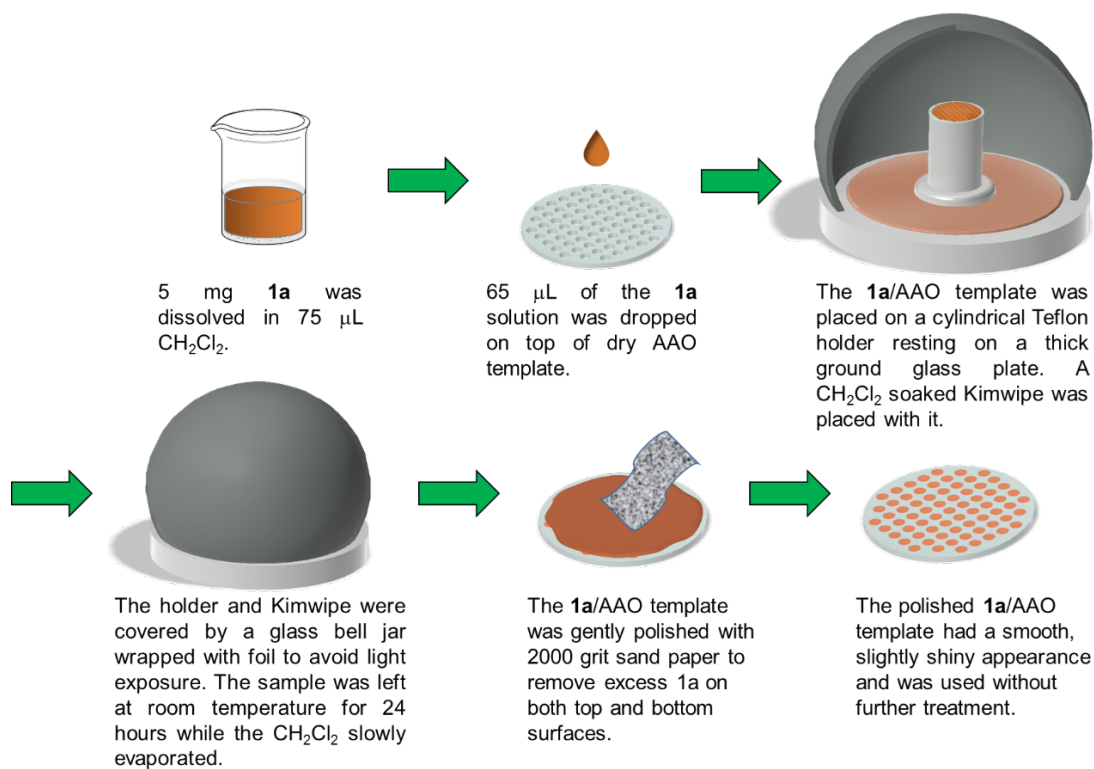 5 mg 1a was
dissolved in 75 μL
CH₂Cl₂.
65 μL of the 1a
solution was dropped
on top of dry AAO
template.
The 1a/AAO template was
placed on a cylindrical Teflon
holder resting on a thick
ground glass plate. A
CH₂Cl₂ soaked Kimwipe was
placed with it.
The holder and Kimwipe were
covered by a glass bell jar
wrapped with foil to avoid light
exposure. The sample was left
at room temperature for 24
hours while the CH₂Cl₂ slowly
evaporated.
The 1a/AAO template
was gently polished with
2000 grit sand paper to
remove excess 1a on
both top and bottom
surfaces.
The polished 1a/AAO
template had a smooth,
slightly shiny appearance
and was used without
further treatment.